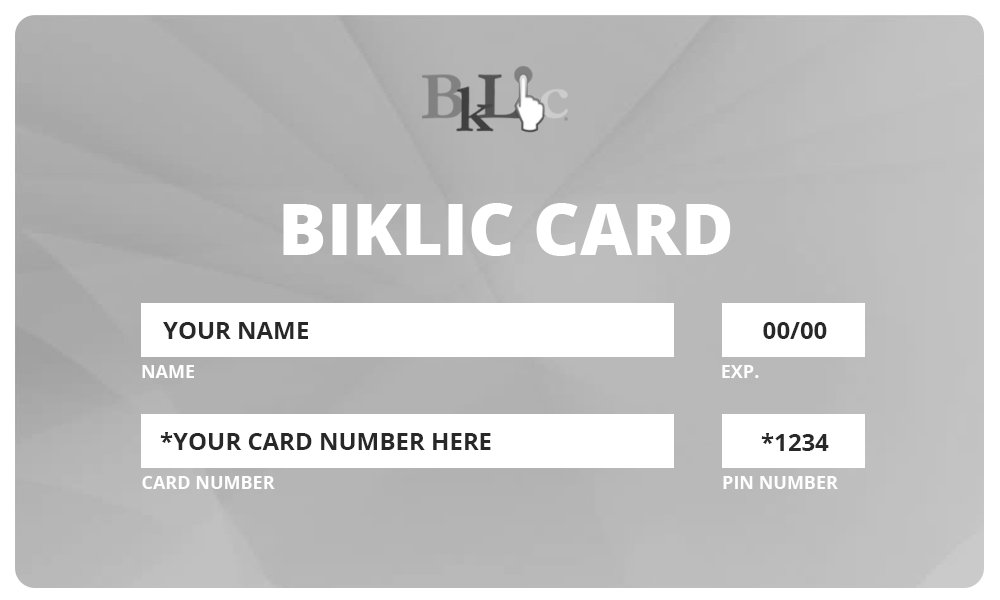 BkLic
BIKLIC CARD
YOUR NAME
00/00
NAME
EXP.
*YOUR CARD NUMBER HERE
*1234
CARD NUMBER
PIN NUMBER